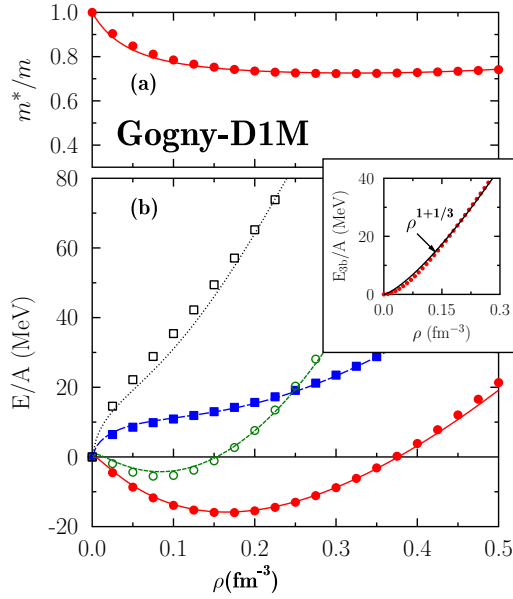 1.0
0.8
0.6
0.4
m*/m
(a)
Gogny-D1M
80
60
40
20
0
-20
E/A (MeV)
(b)
40
20
0
E3b/A (MeV)
ρ1+1/3
0 0.15 0.3
ρ (fm-3)
0.0 0.1 0.2 0.3 0.4 0.5
ρ(fm-3)